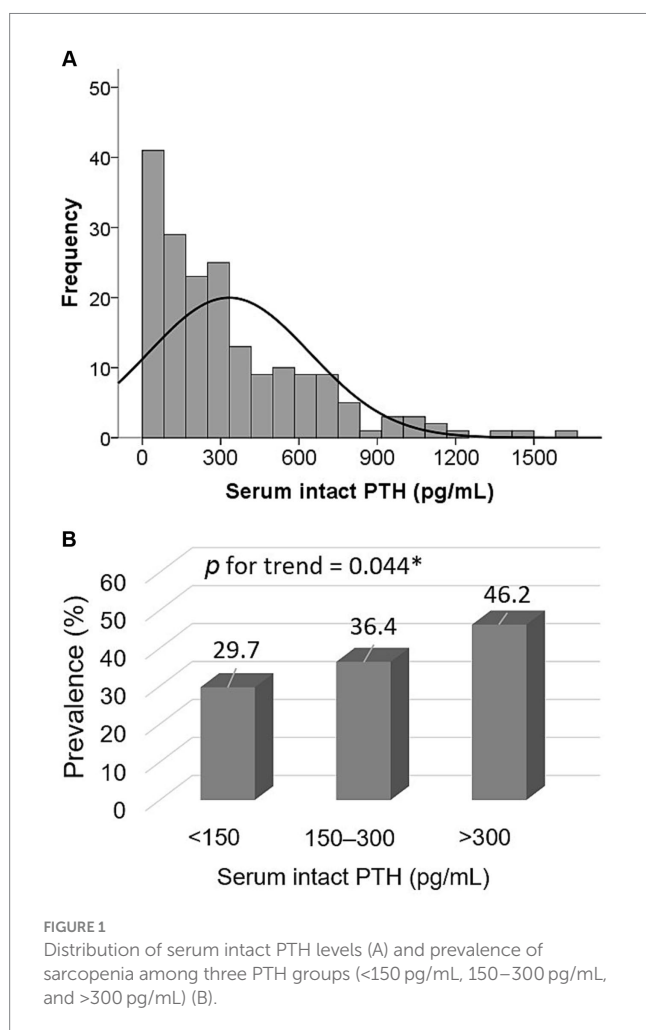 A
50
40
30
20
10
0
Frequency
0 300 600 900 1200 1500
Serum intact PTH (pg/mL)
B
p for trend = 0.044*
60
50
40
30
20
10
0
Prevalence (%)
29.7
36.4
46.2
<150 150–300 >300
Serum intact PTH (pg/mL)
FIGURE 1
Distribution of serum intact PTH levels (A) and prevalence of
sarcopenia among three PTH groups (<150 pg/mL, 150–300 pg/mL,
and >300 pg/mL) (B).